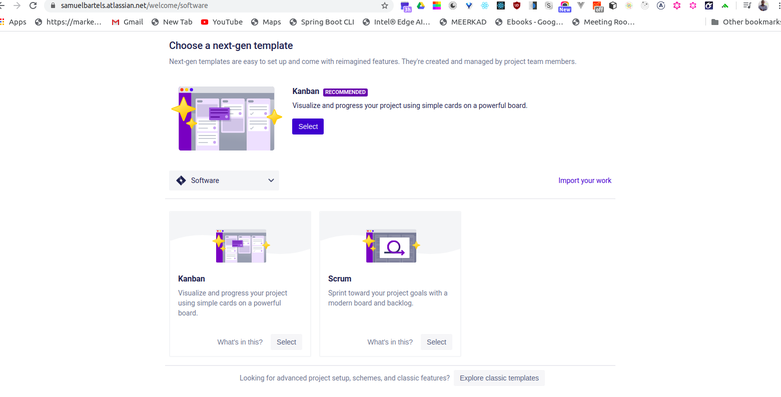 samuelbartels.atlassian.net/welcome/software
Apps
https://marke...
Gmail
New Tab
YouTube
Maps
Spring Boot CLI
Intel® Edge AI...
MEERKAD
Ebooks - Goog...
Meeting Roo...
Other bookmarks
New
off
Choose a next-gen template
Next-gen templates are easy to set up and come with reimagined features. They're created and managed by project team members.
Kanban RECOMMENDED
Visualize and progress your project using simple cards on a powerful board.
Select
Software
Import your work
Kanban
Visualize and progress your project
using simple cards on a powerful
board.
What's in this? Select
Scrum
Sprint toward your project goals with a
modern board and backlog.
What's in this? Select
Looking for advanced project setup, schemes, and classic features? Explore classic templates